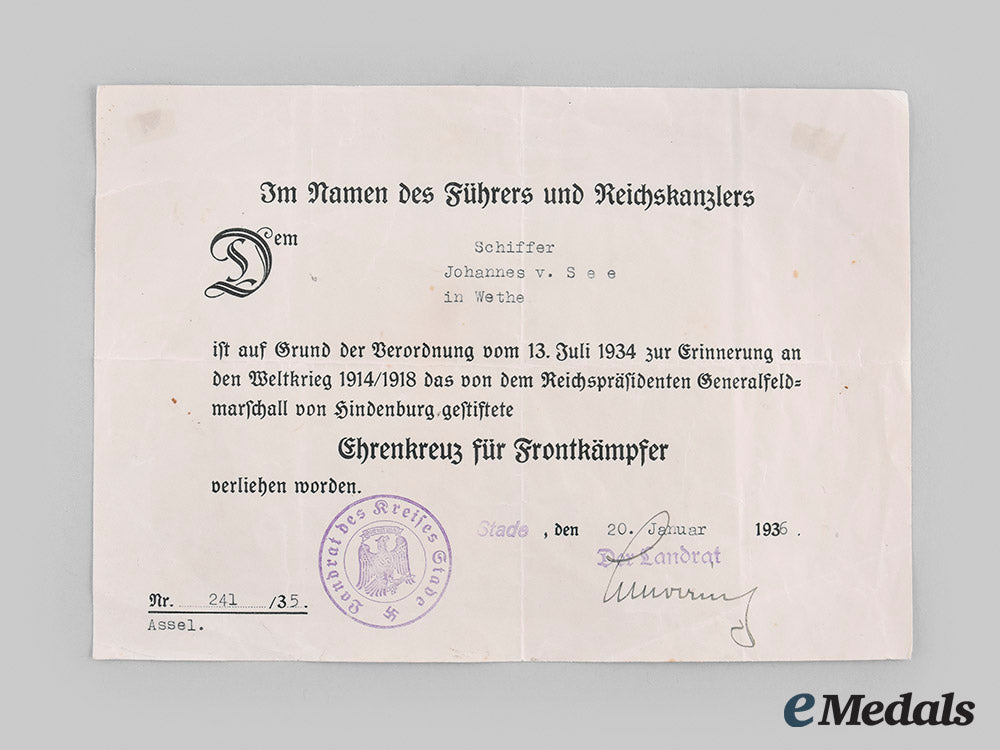 Im Namen des Führers und Reichskanzlers
Dem
Schiffer
Johannes v. S e e
in Wethe
ist auf Grund der Verordnung vom 13. Juli 1934 zur Erinnerung an
den Weltkrieg 1914/1918 das von dem Reichspräsidenten Generalfeld-
marschall von Hindenburg gestiftete
Ehrenkreuz für Frontkämpfer
verliehen worden.
Landrat des Kreises Stade
Stade, den 20. Januar 1936.
Der Landrat
Nr. 241 /35.
Assel.
eMedals